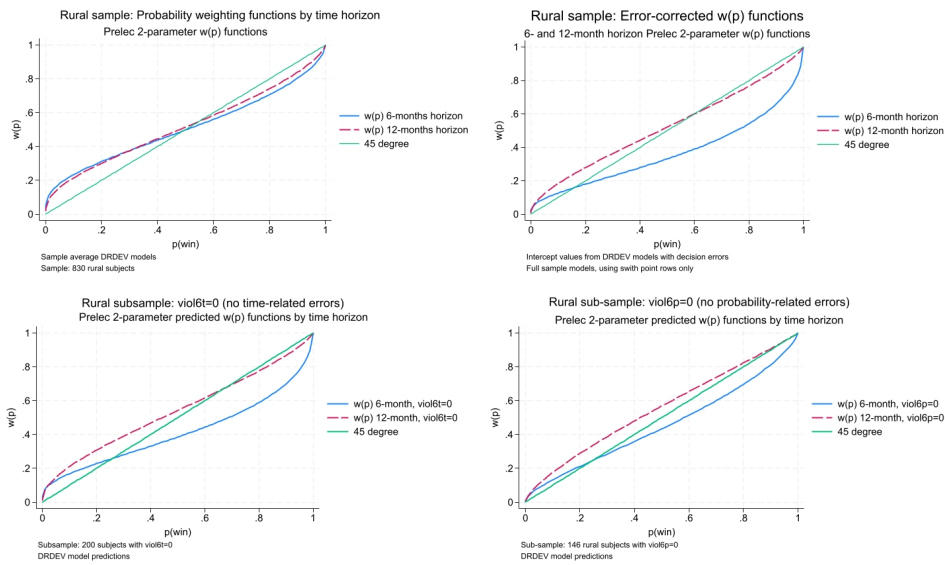 Rural sample: Probability weighting functions by time horizon
Prelec 2-parameter w(p) functions
1
.8
.6
.4
.2
0
w(p)
0 .2 .4 .6 .8 1
p(win)
w(p) 6-months horizon
w(p) 12-months horizon
45 degree
Sample average DRDEV models
Sample: 830 rural subjects
Rural sample: Error-corrected w(p) functions
6- and 12-month horizon Prelec 2-parameter w(p) functions
1
.8
.6
.4
.2
0
w(p)
0 .2 .4 .6 .8 1
p(win)
w(p) 6-month horizon
w(p) 12-month horizon
45 degree
Intercept values from DRDEV models with decision errors
Full sample models, using swith point rows only
Rural subsample: viol6t=0 (no time-related errors)
Prelec 2-parameter predicted w(p) functions by time horizon
1
.8
.6
.4
.2
0
w(p)
0 .2 .4 .6 .8 1
p(win)
w(p) 6-month, viol6t=0
w(p) 12-month, viol6t=0
45 degree
Subsample: 200 subjects with viol6t=0
DRDEV model predictions
Rural sub-sample: viol6p=0 (no probability-related errors)
Prelec 2-parameter predicted w(p) functions by time horizon
1
.8
.6
.4
.2
0
w(p)
0 .2 .4 .6 .8 1
p(win)
w(p) 6-month, viol6p=0
w(p) 12-month, viol6p=0
45 degree
Sub-sample: 146 rural subjects with viol6p=0
DRDEV model predictions